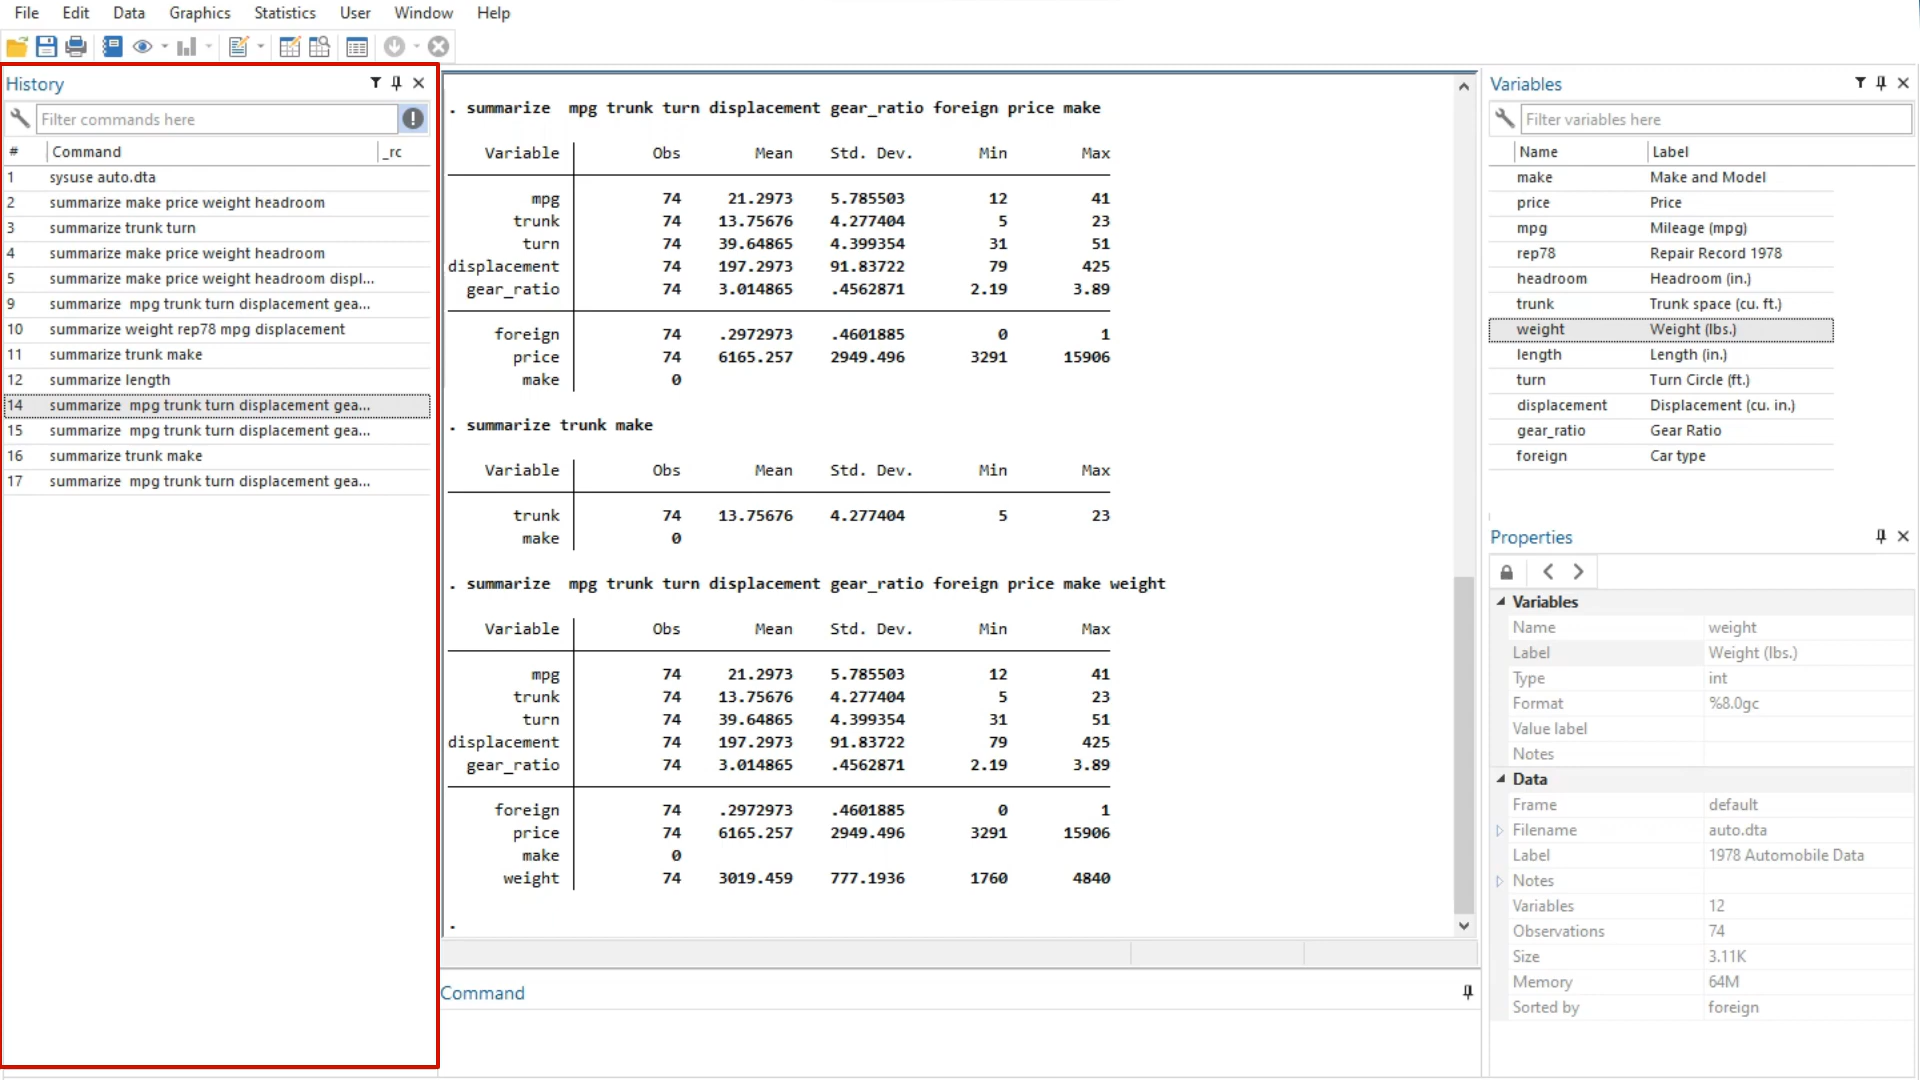 File Edit Data Graphics Statistics User Window Help
History
Filter commands here
# Command _rc
1 sysuse auto.dta
2 summarize make price weight headroom
3 summarize trunk turn
4 summarize make price weight headroom
5 summarize make price weight headroom displ...
9 summarize  mpg trunk turn displacement gea...
10 summarize weight rep78 mpg displacement
11 summarize trunk make
12 summarize length
14 summarize  mpg trunk turn displacement gea...
15 summarize  mpg trunk turn displacement gea...
16 summarize trunk make
17 summarize  mpg trunk turn displacement gea...
. summarize  mpg trunk turn displacement gear_ratio foreign price make
Variable Obs Mean Std. Dev. Min Max
mpg 74 21.2973 5.785503 12 41
trunk 74 13.75676 4.277404 5 23
turn 74 39.64865 4.399354 31 51
displacement 74 197.2973 91.83722 79 425
gear_ratio 74 3.014865 .4562871 2.19 3.89
foreign 74 .2972973 .4601885 0 1
price 74 6165.257 2949.496 3291 15906
make 0
. summarize trunk make
Variable Obs Mean Std. Dev. Min Max
trunk 74 13.75676 4.277404 5 23
make 0
. summarize  mpg trunk turn displacement gear_ratio foreign price make weight
Variable Obs Mean Std. Dev. Min Max
mpg 74 21.2973 5.785503 12 41
trunk 74 13.75676 4.277404 5 23
turn 74 39.64865 4.399354 31 51
displacement 74 197.2973 91.83722 79 425
gear_ratio 74 3.014865 .4562871 2.19 3.89
foreign 74 .2972973 .4601885 0 1
price 74 6165.257 2949.496 3291 15906
make 0
weight 74 3019.459 777.1936 1760 4840
.
Command
Variables
Filter variables here
Name Label
make Make and Model
price Price
mpg Mileage (mpg)
rep78 Repair Record 1978
headroom Headroom (in.)
trunk Trunk space (cu. ft.)
weight Weight (lbs.)
length Length (in.)
turn Turn Circle (ft.)
displacement Displacement (cu. in.)
gear_ratio Gear Ratio
foreign Car type
Properties
Variables
Name weight
Label Weight (lbs.)
Type int
Format %8.0gc
Value label
Notes
Data
Frame default
Filename auto.dta
Label 1978 Automobile Data
Notes
Variables 12
Observations 74
Size 3.11K
Memory 64M
Sorted by foreign